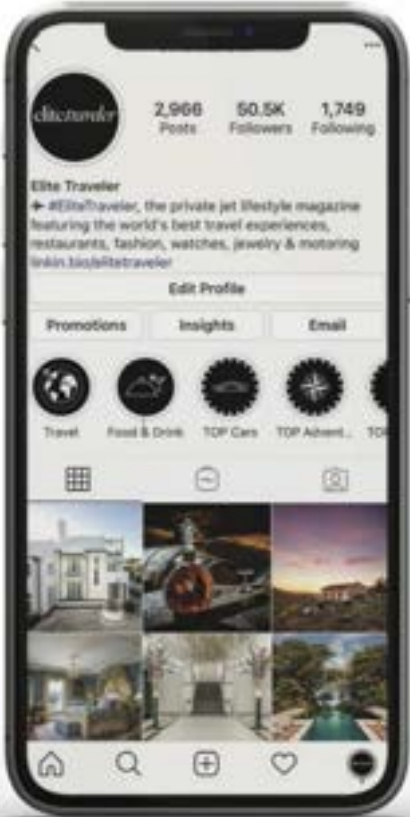 elitetraveler
2,966 50.5K 1,749
Posts Followers Following
Elite Traveler
✈ #EliteTraveler, the private jet lifestyle magazine
featuring the world's best travel experiences,
restaurants, fashion, watches, jewelry & motoring
linkin.bio/elitetraveler
Edit Profile
Promotions Insights Email
Travel Food & Drink TOP Cars TOP Advent... TO